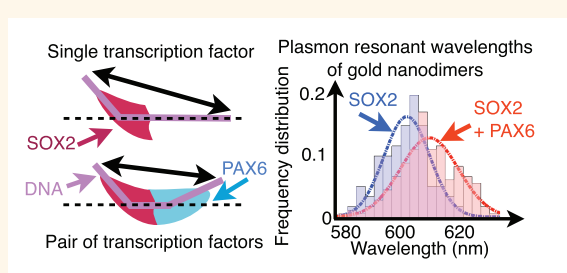 Single transcription factor
SOX2
DNA
PAX6
Pair of transcription factors
Plasmon resonant wavelengths
of gold nanodimers
Frequency distribution
0.2
0.1
0
SOX2
SOX2
+ PAX6
580 600 620
Wavelength (nm)